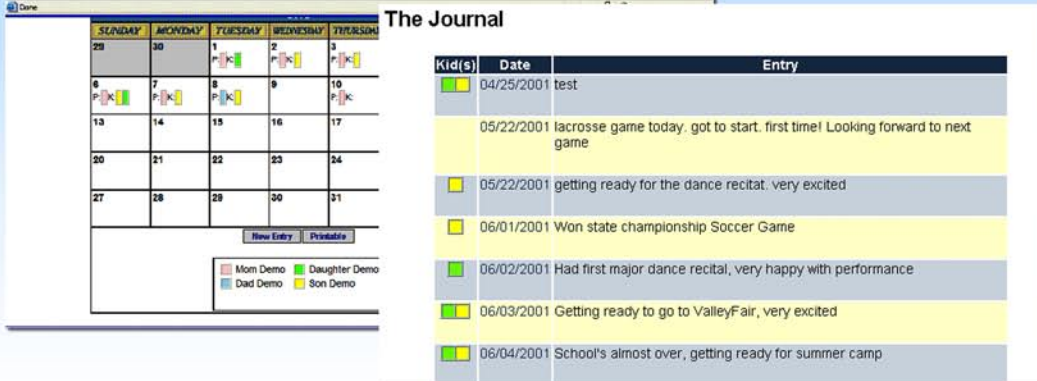 Done
SUNDAY MONDAY TUESDAY WEDNESDAY THURSDAY
29 30 1 2 3
P: K: P: K: P: K:
6 7 8 9 10
P: K: P: K: P: K: P: K:
13 14 15 16 17
20 21 22 23 24
27 28 29 30 31
New Entry Printable
Mom Demo Daughter Demo
Dad Demo Son Demo
The Journal
Kid(s) Date Entry
04/25/2001 test
05/22/2001 lacrosse game today. got to start. first time! Looking forward to next
game
05/22/2001 getting ready for the dance recitat. very excited
06/01/2001 Won state championship Soccer Game
06/02/2001 Had first major dance recital, very happy with performance
06/03/2001 Getting ready to go to ValleyFair, very excited
06/04/2001 School's almost over, getting ready for summer camp